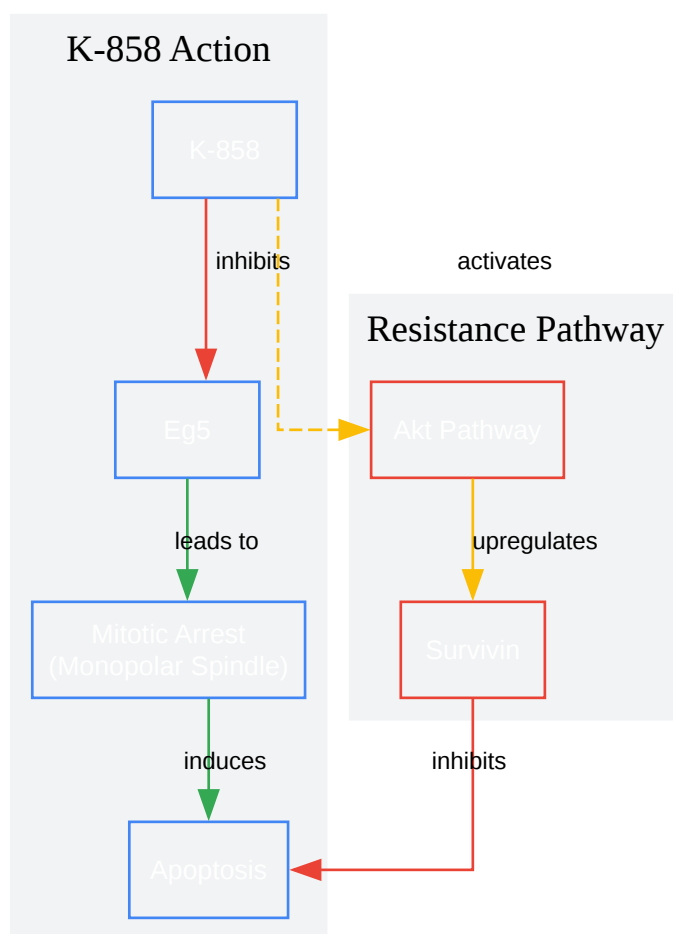 K-858 Action
K-858
inhibits
activates
Resistance Pathway
Eg5
Akt Pathway
leads to
upregulates
Mitotic Arrest
(Monopolar Spindle)
Survivin
induces
inhibits
Apoptosis